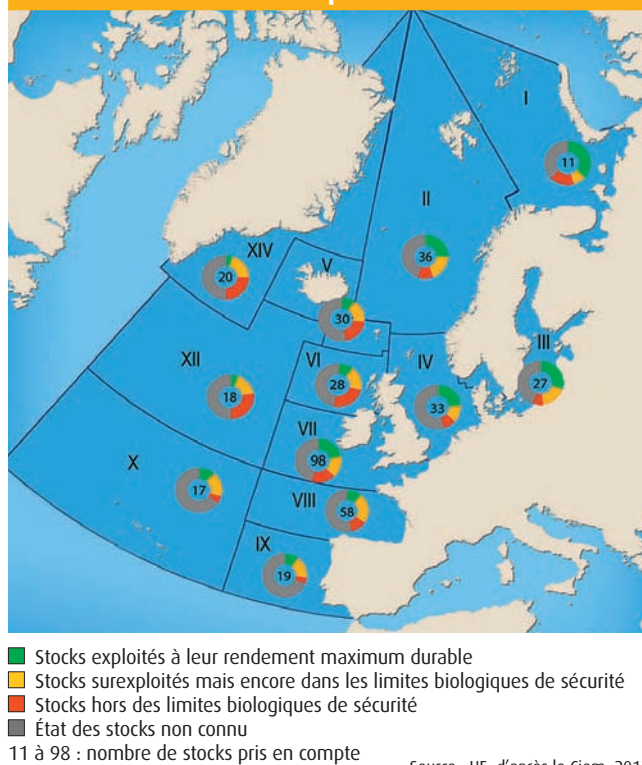 I
11
II
36
XIV
20
V
30
III
27
XII
18
VI
28
IV
33
VII
98
X
17
VIII
58
IX
19
Stocks exploités à leur rendement maximum durable
Stocks surexploités mais encore dans les limites biologiques de sécurité
Stocks hors des limites biologiques de sécurité
État des stocks non connu
11 à 98 : nombre de stocks pris en compte